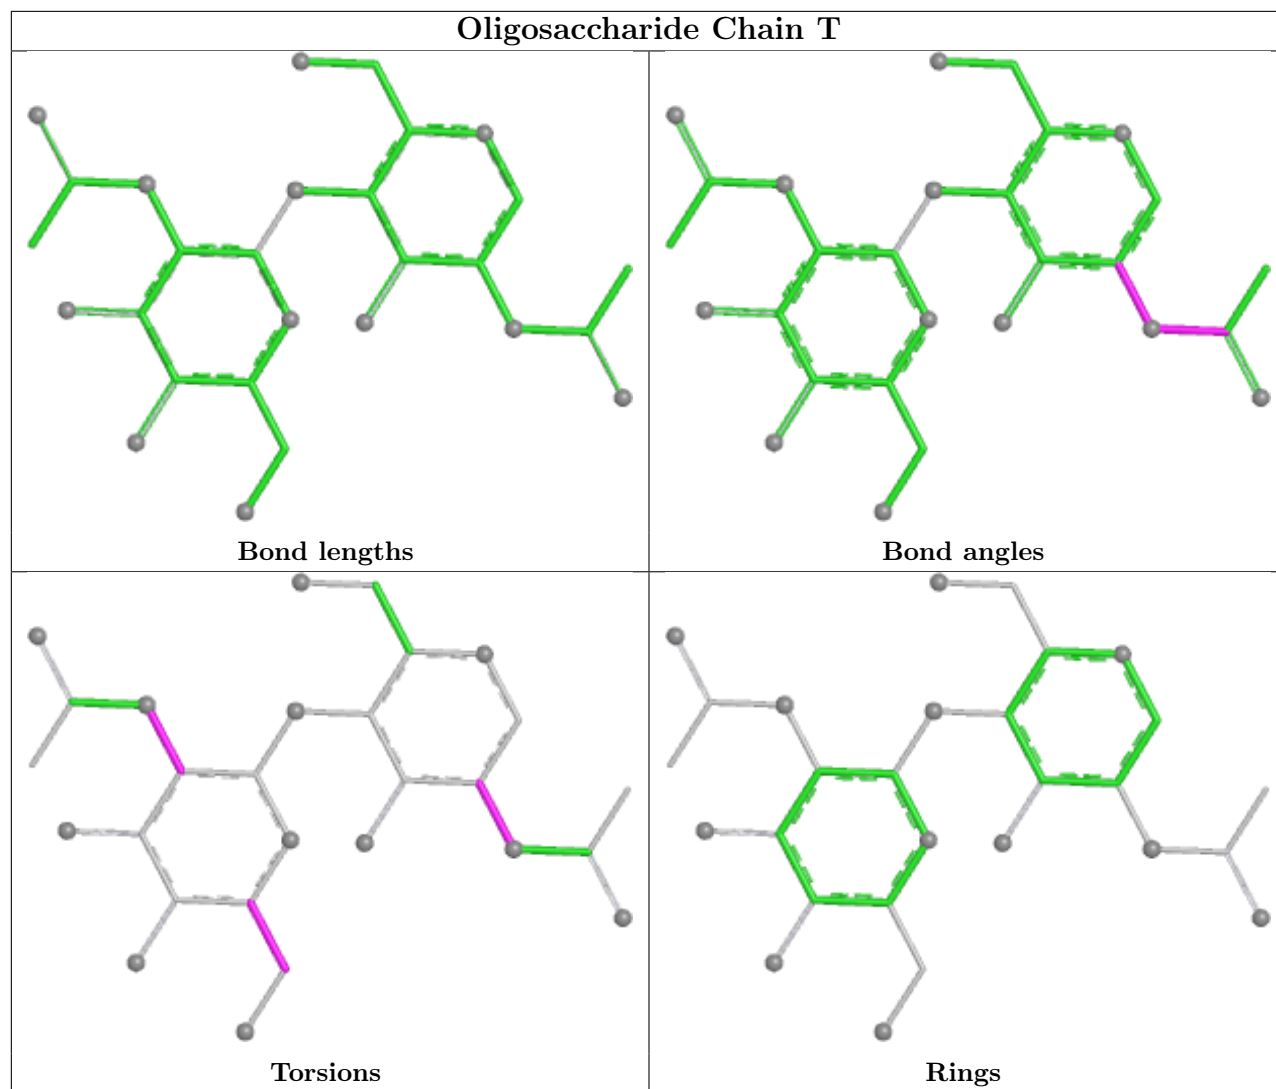 Oligosaccharide Chain T
Bond lengths
Bond angles
Torsions
Rings